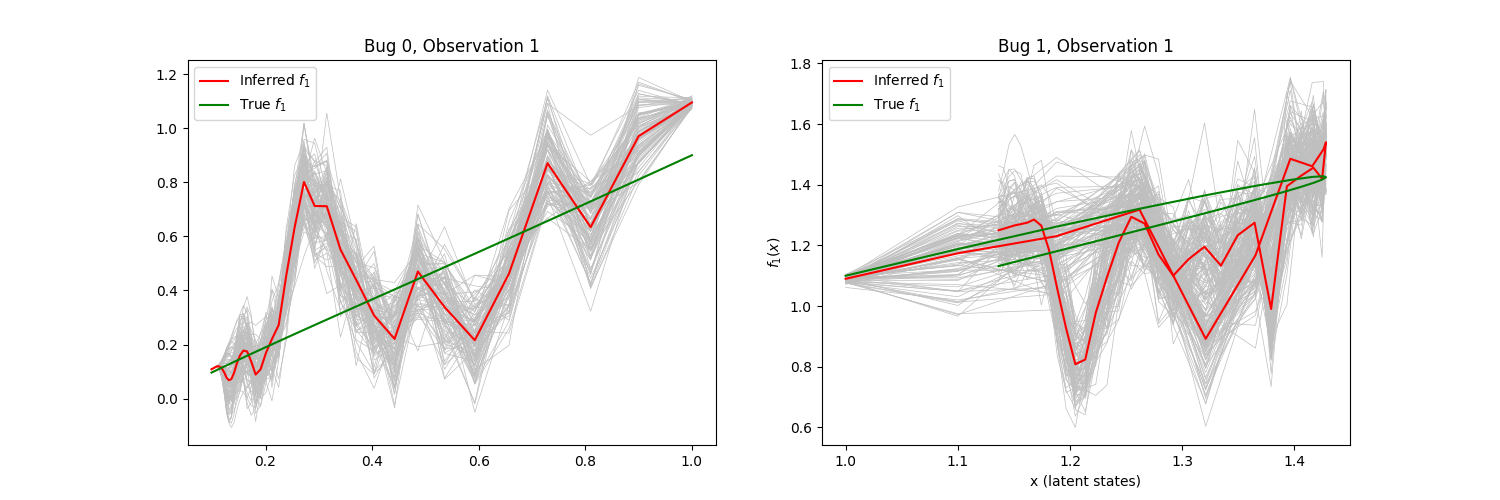 Bug 0, Observation 1
Inferred f₁
True f₁
1.2
1.0
0.8
0.6
0.4
0.2
0.0
0.2 0.4 0.6 0.8 1.0
Bug 1, Observation 1
Inferred f₁
True f₁
f₁(x)
1.8
1.6
1.4
1.2
1.0
0.8
0.6
1.0 1.1 1.2 1.3 1.4
x (latent states)